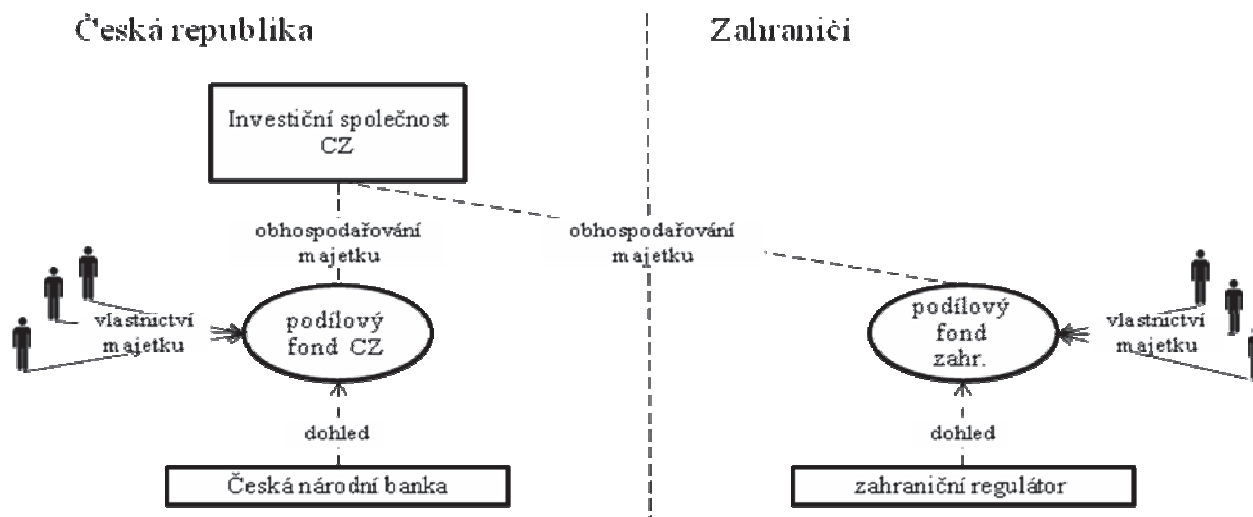 Česká republika
Zahraničí
Investiční společnost
CZ
obhospodařování
majetku
obhospodařování
majetku
vlastnictví
majetku
podílový
fond CZ
podílový
fond
zahr.
vlastnictví
majetku
dohled
dohled
Česká národní banka
zahraniční regulátor